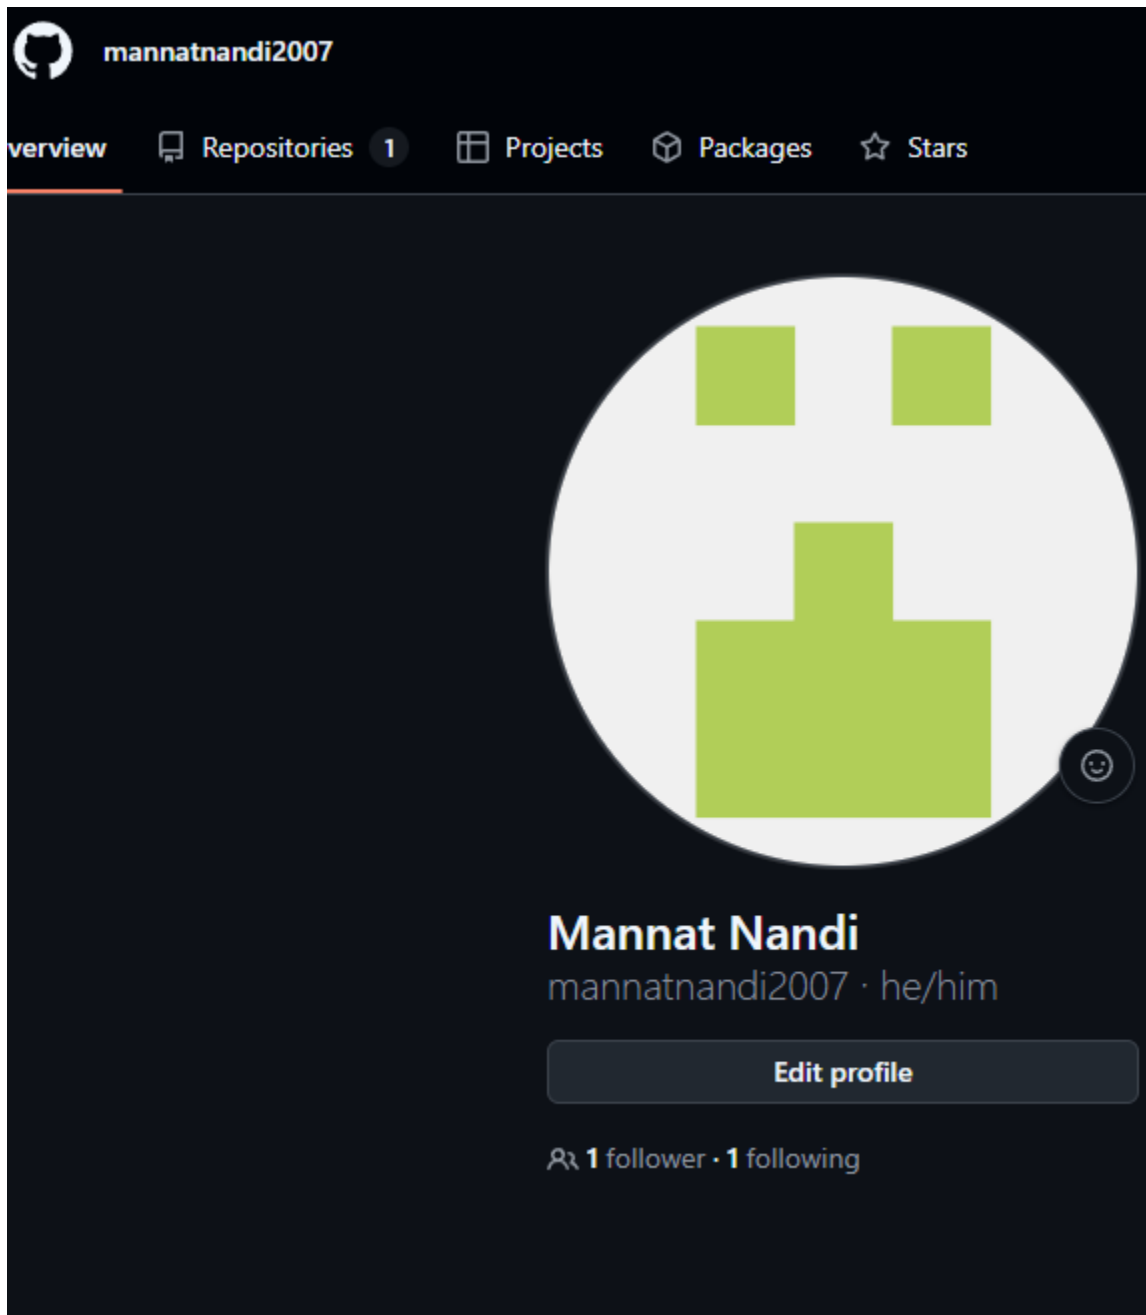 mannatnandi2007
verview Repositories 1 Projects Packages Stars
Mannat Nandi
mannatnandi2007 · he/him
Edit profile
1 follower · 1 following